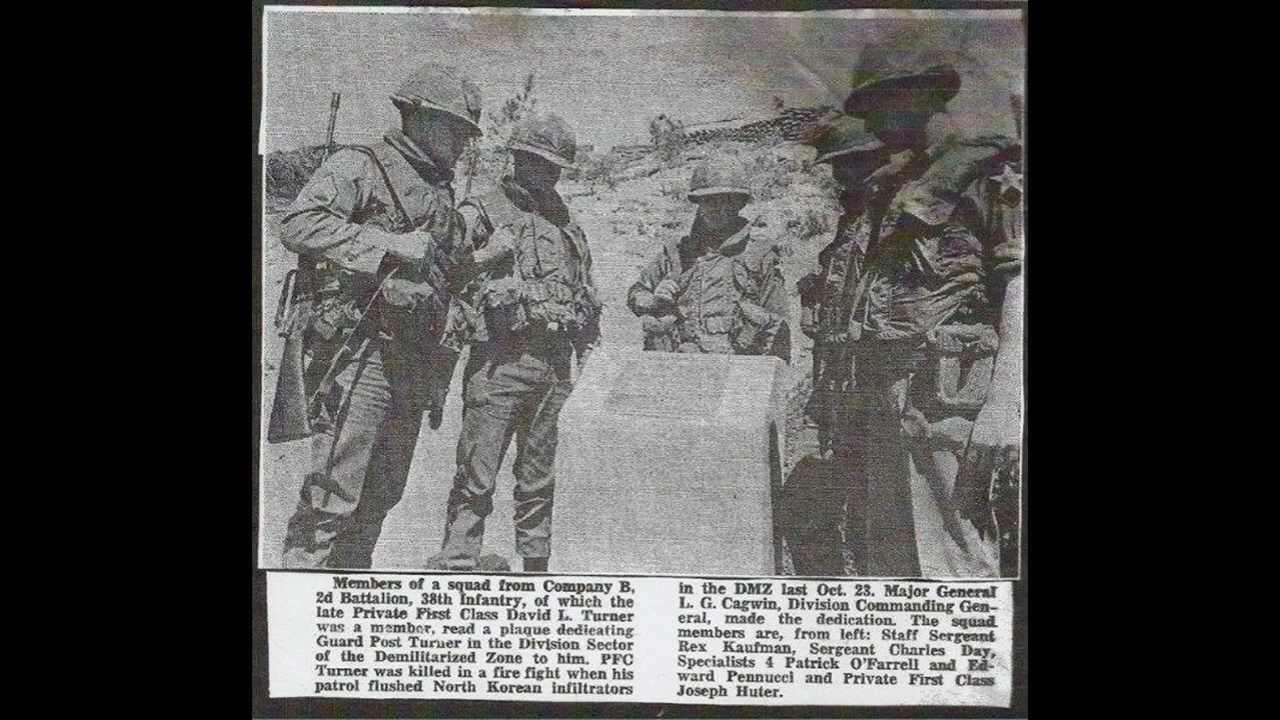 Members of a squad from Company B,
2d Battalion, 38th Infantry, of which the
late Private First Class David L. Turner
was a member, read a plaque dedicating
Guard Post Turner in the Division Sector
of the Demilitarized Zone to him. PFC
Turner was killed in a fire fight when his
patrol flushed North Korean infiltrators
in the DMZ last Oct. 23. Major General
L. G. Cagwin, Division Commanding Gen-
eral, made the dedication. The squad
members are, from left: Staff Sergeant
Rex Kaufman, Sergeant Charles Day,
Specialists 4 Patrick O'Farrell and Ed-
ward Pennucci and Private First Class
Joseph Huter.